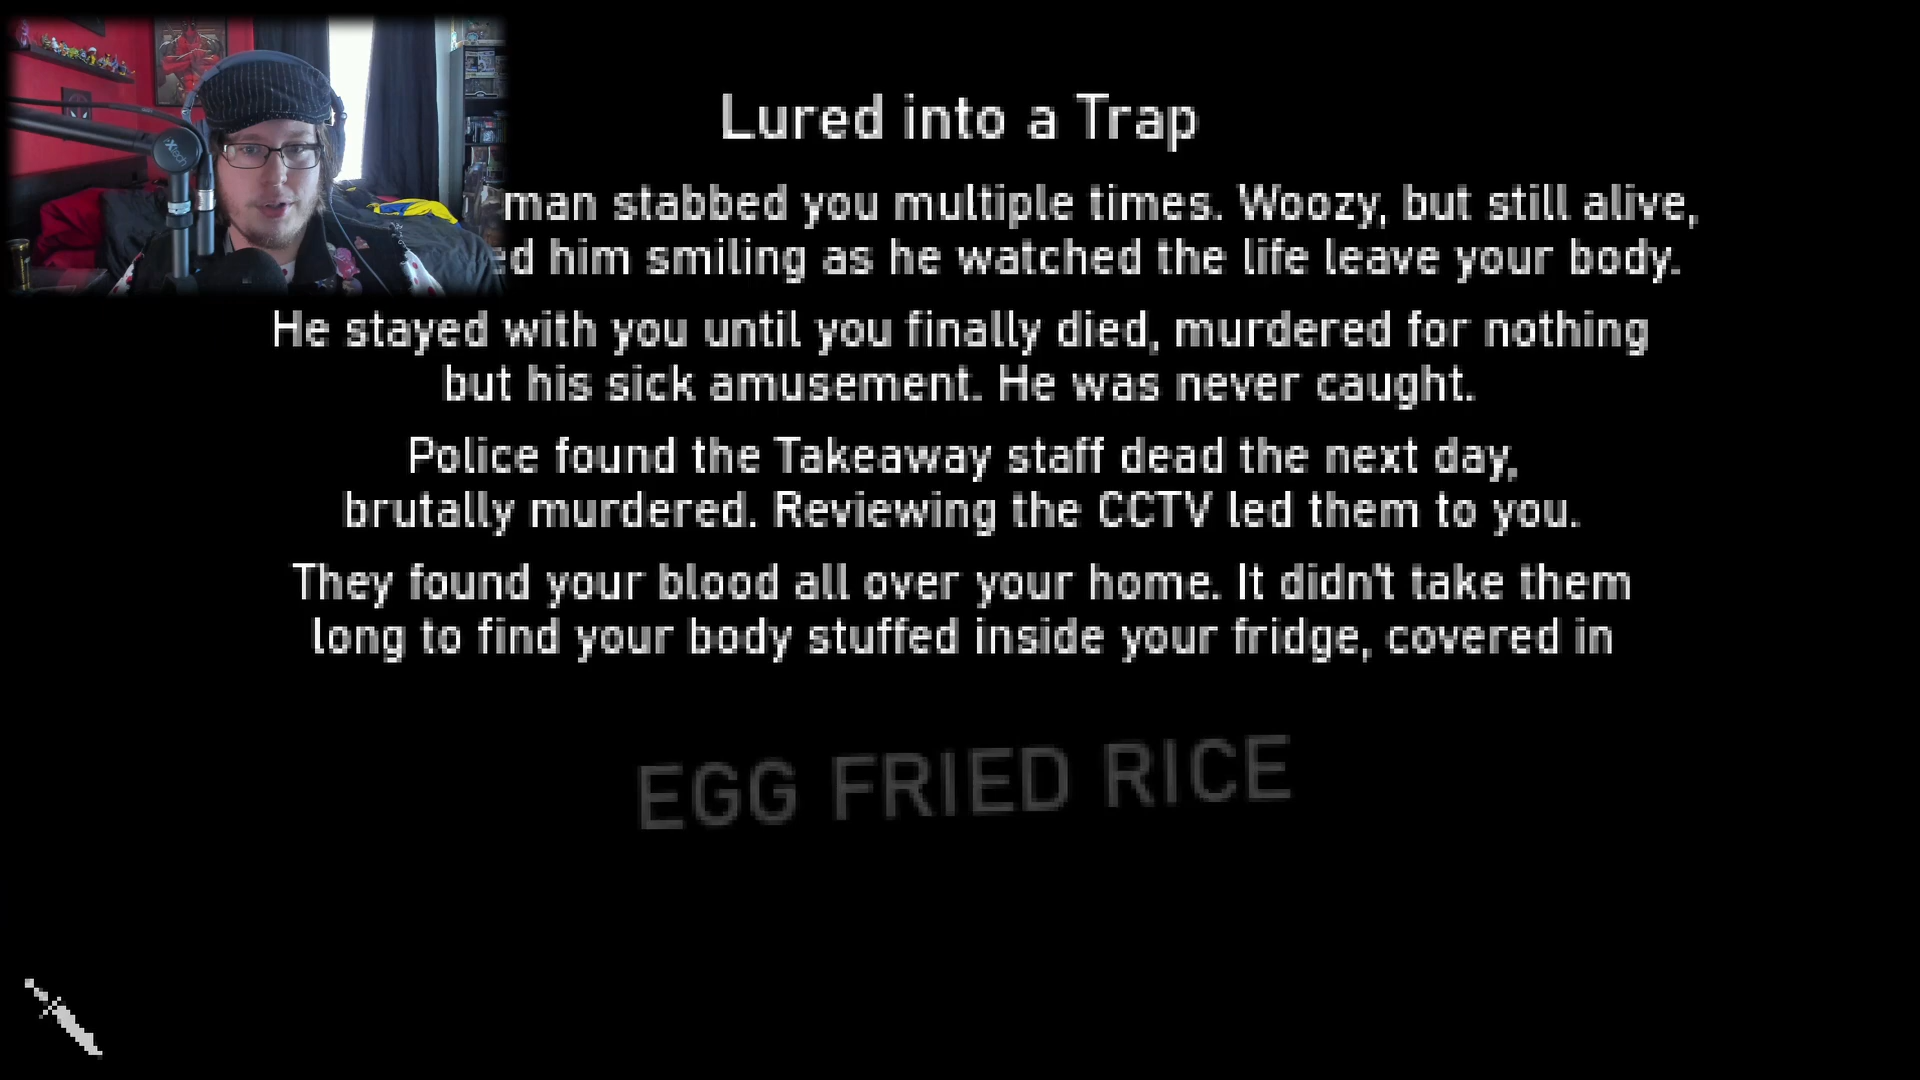 Lured into a Trap
man stabbed you multiple times. Woozy, but still alive,
ed him smiling as he watched the life leave your body.
He stayed with you until you finally died, murdered for nothing
but his sick amusement. He was never caught.
Police found the Takeaway staff dead the next day,
brutally murdered. Reviewing the CCTV led them to you.
They found your blood all over your home. It didn't take them
long to find your body stuffed inside your fridge, covered in
EGG FRIED RICE